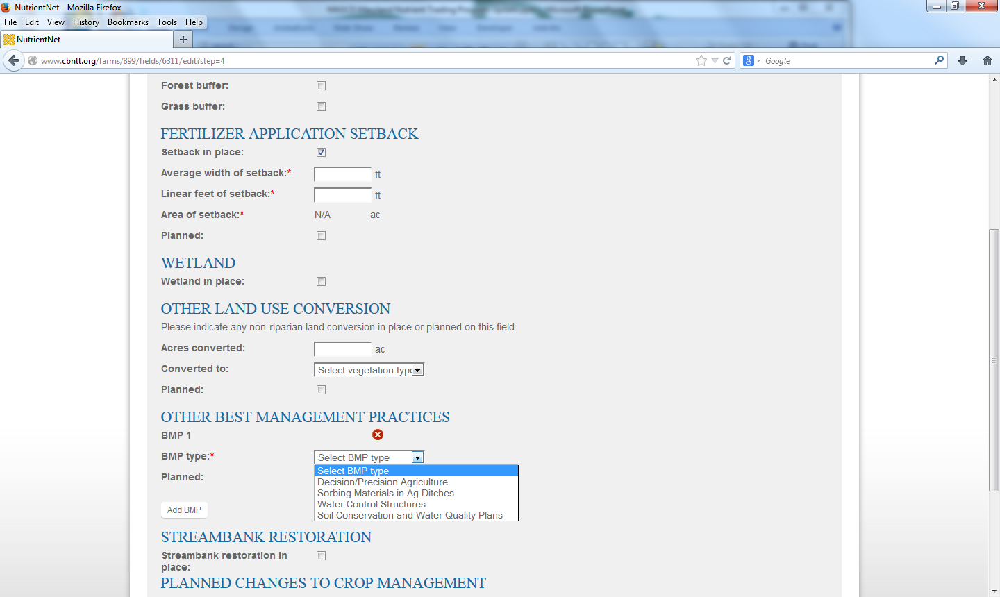 NutrientNet - Mozilla Firefox
File Edit View History Bookmarks Tools Help
NutrientNet
www.cbntt.org/farms/899/fields/6311/edit?step=4
Google
Forest buffer:
Grass buffer:
FERTILIZER APPLICATION SETBACK
Setback in place:
Average width of setback:* ft
Linear feet of setback:* ft
Area of setback:* N/A ac
Planned:
WETLAND
Wetland in place:
OTHER LAND USE CONVERSION
Please indicate any non-riparian land conversion in place or planned on this field.
Acres converted: ac
Converted to: Select vegetation type
Planned:
OTHER BEST MANAGEMENT PRACTICES
BMP 1
BMP type:* Select BMP type
Select BMP type
Planned:
Decision/Precision Agriculture
Sorbing Materials in Ag Ditches
Water Control Structures
Add BMP
Soil Conservation and Water Quality Plans
STREAMBANK RESTORATION
Streambank restoration in
place:
PLANNED CHANGES TO CROP MANAGEMENT